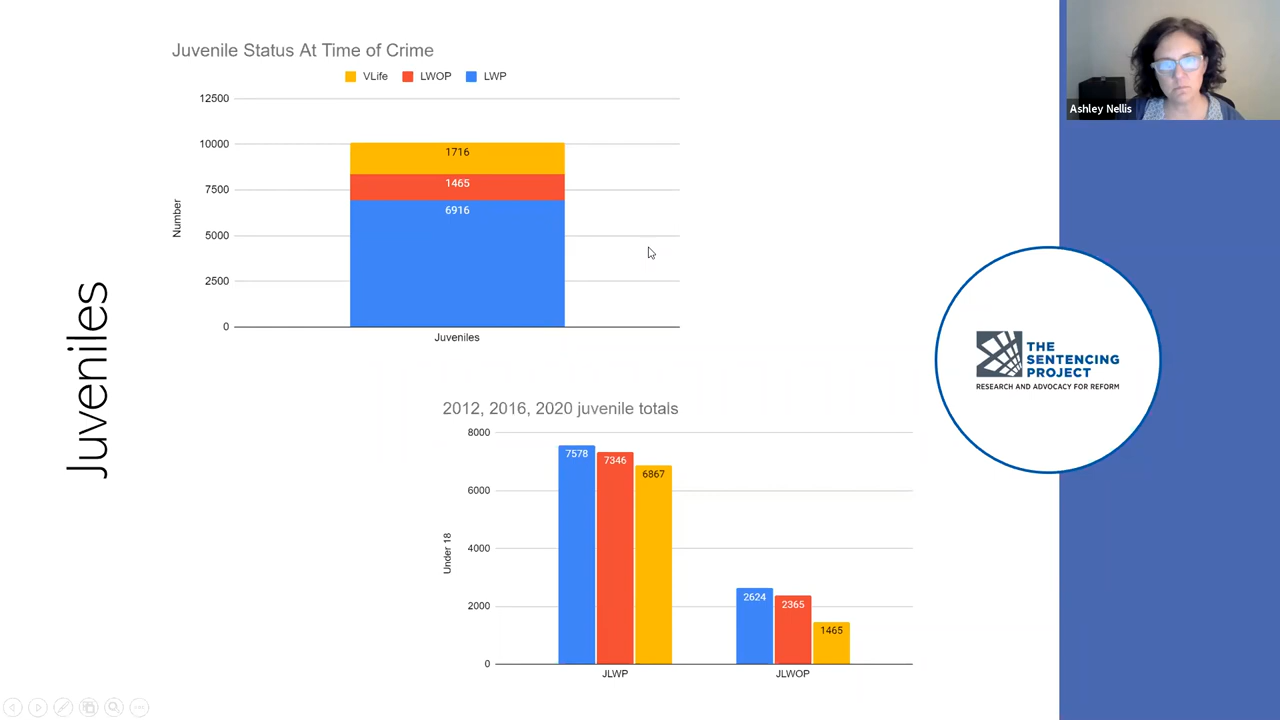 Juvenile Status At Time of Crime
VLife LWOP LWP
12500
10000
7500
5000
2500
0
Number
1716
1465
6916
Juveniles
Juveniles
2012, 2016, 2020 juvenile totals
8000
6000
4000
2000
0
Under 18
7578
7346
6867
2624
2365
1465
JLWP
JLWOP
Ashley Nellis
THE
SENTENCING
PROJECT
RESEARCH AND ADVOCACY FOR REFORM